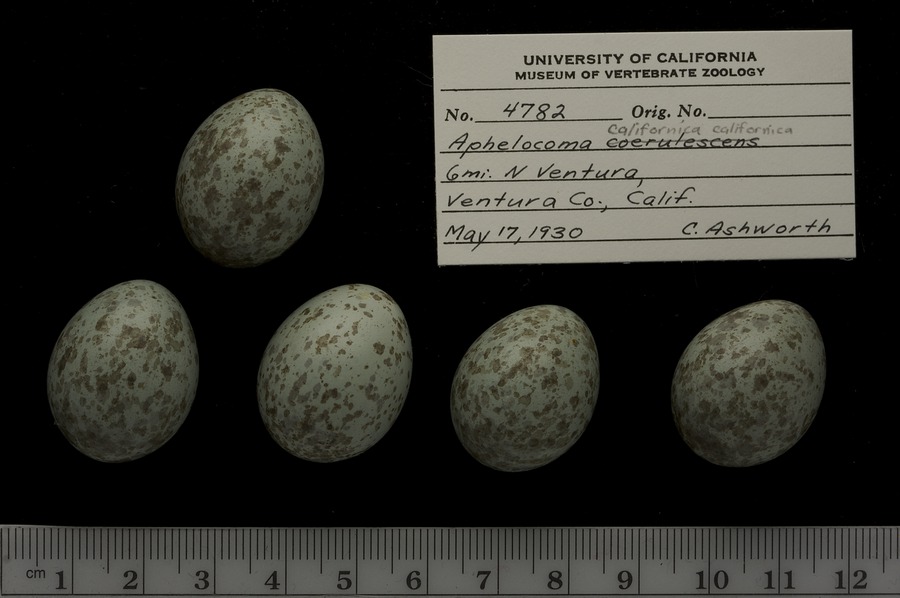 UNIVERSITY OF CALIFORNIA
MUSEUM OF VERTEBRATE ZOOLOGY
No. 4782 Orig. No.
californica californica
Aphelocoma coerulescens
6mi. N Ventura,
Ventura Co., Calif.
May 17, 1930 C. Ashworth
cm 1 2 3 4 5 6 7 8 9 10 11 12